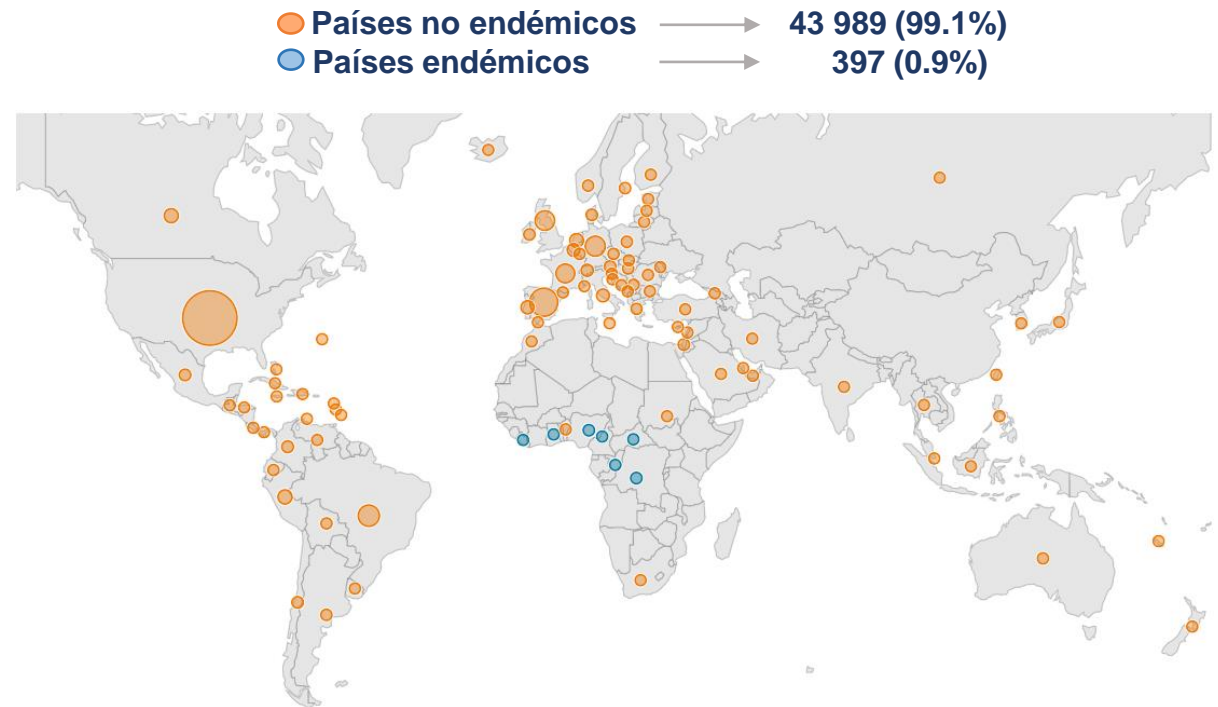 Países no endémicos 43 989 (99.1%)
Países endémicos 397 (0.9%)